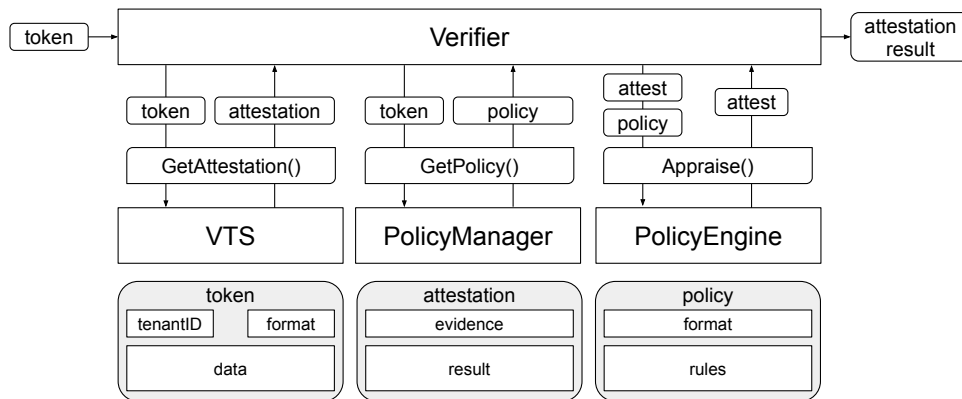 token
Verifier
attestation
result
token
attestation
token
policy
attest
policy
attest
GetAttestation()
GetPolicy()
Appraise()
VTS
PolicyManager
PolicyEngine
token
tenantID
format
data
attestation
evidence
result
policy
format
rules